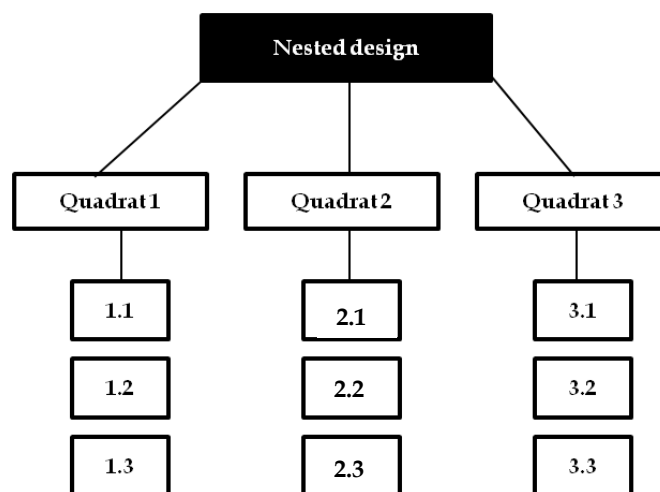 Nested design
Quadrat 1
Quadrat 2
Quadrat 3
1.1
2.1
3.1
1.2
2.2
3.2
1.3
2.3
3.3